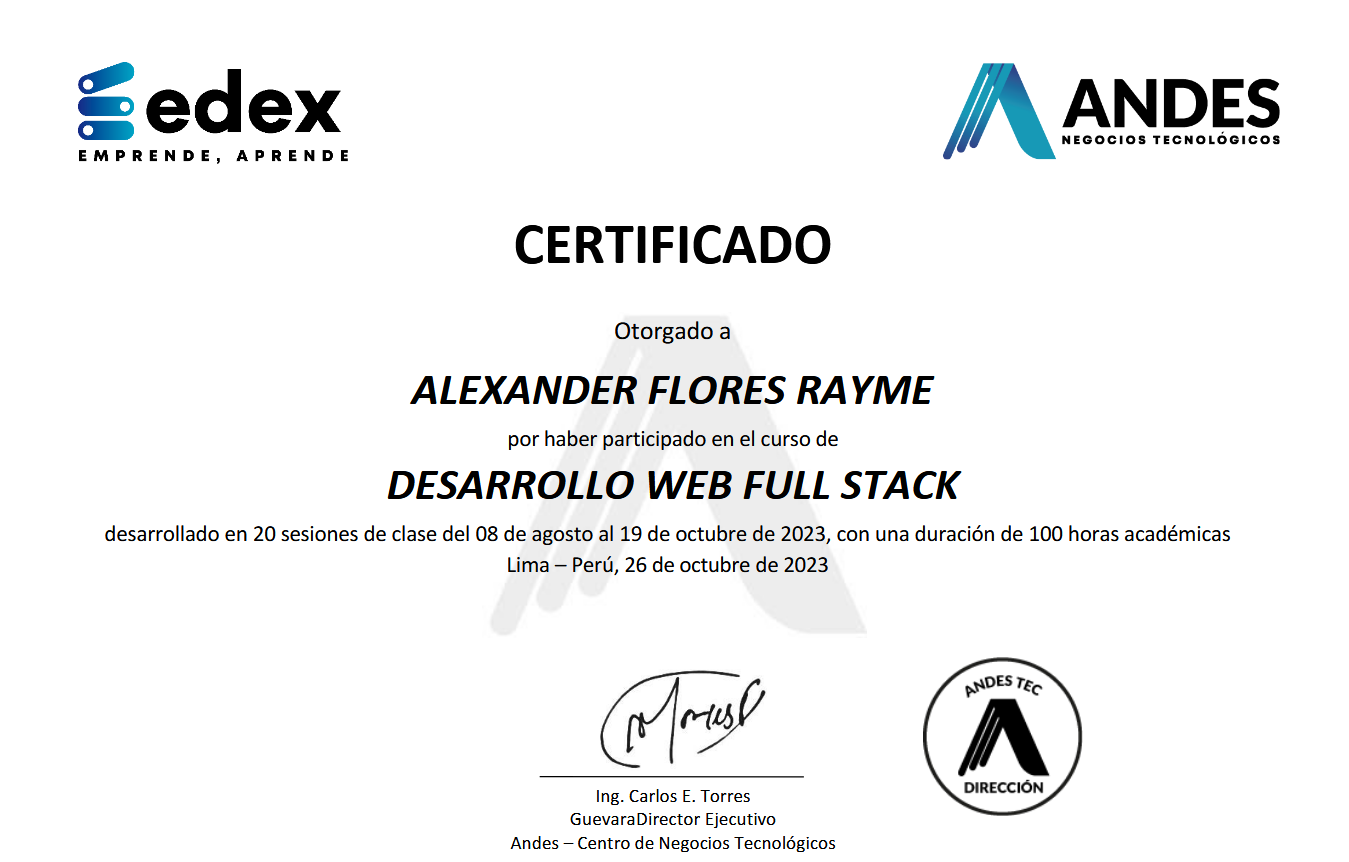 edex
EMPRENDE, APRENDE
ANDES
NEGOCIOS TECNOLÓGICOS
CERTIFICADO
Otorgado a
ALEXANDER FLORES RAYME
por haber participado en el curso de
DESARROLLO WEB FULL STACK
desarrollado en 20 sesiones de clase del 08 de agosto al 19 de octubre de 2023, con una duración de 100 horas académicas
Lima – Perú, 26 de octubre de 2023
Ing. Carlos E. Torres
GuevaraDirector Ejecutivo
Andes – Centro de Negocios Tecnológicos
ANDES TEC
DIRECCIÓN